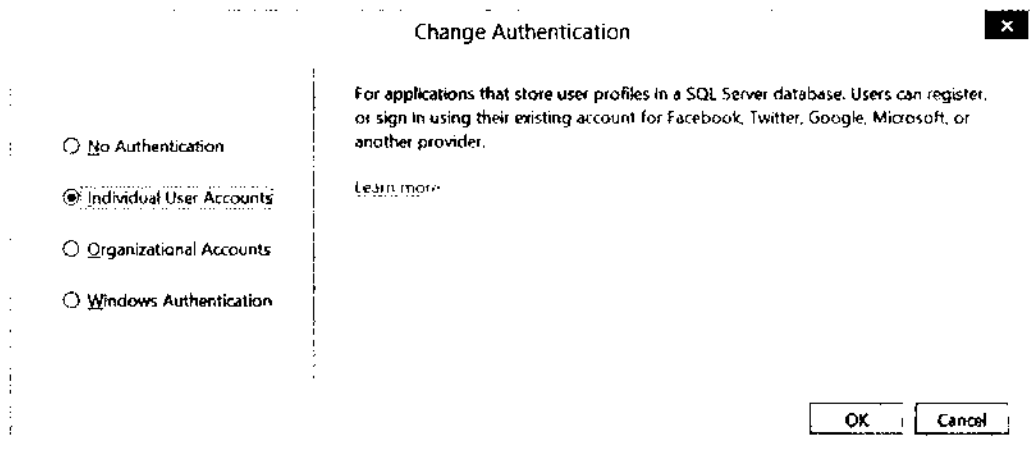 Change Authentication
For applications that store user profiles in a SQL Server database. Users can register,
or sign in using their existing account for Facebook, Twitter, Google, Microsoft, or
another provider.
Learn more
No Authentication
Individual User Accounts
Organizational Accounts
Windows Authentication
OK
Cancel